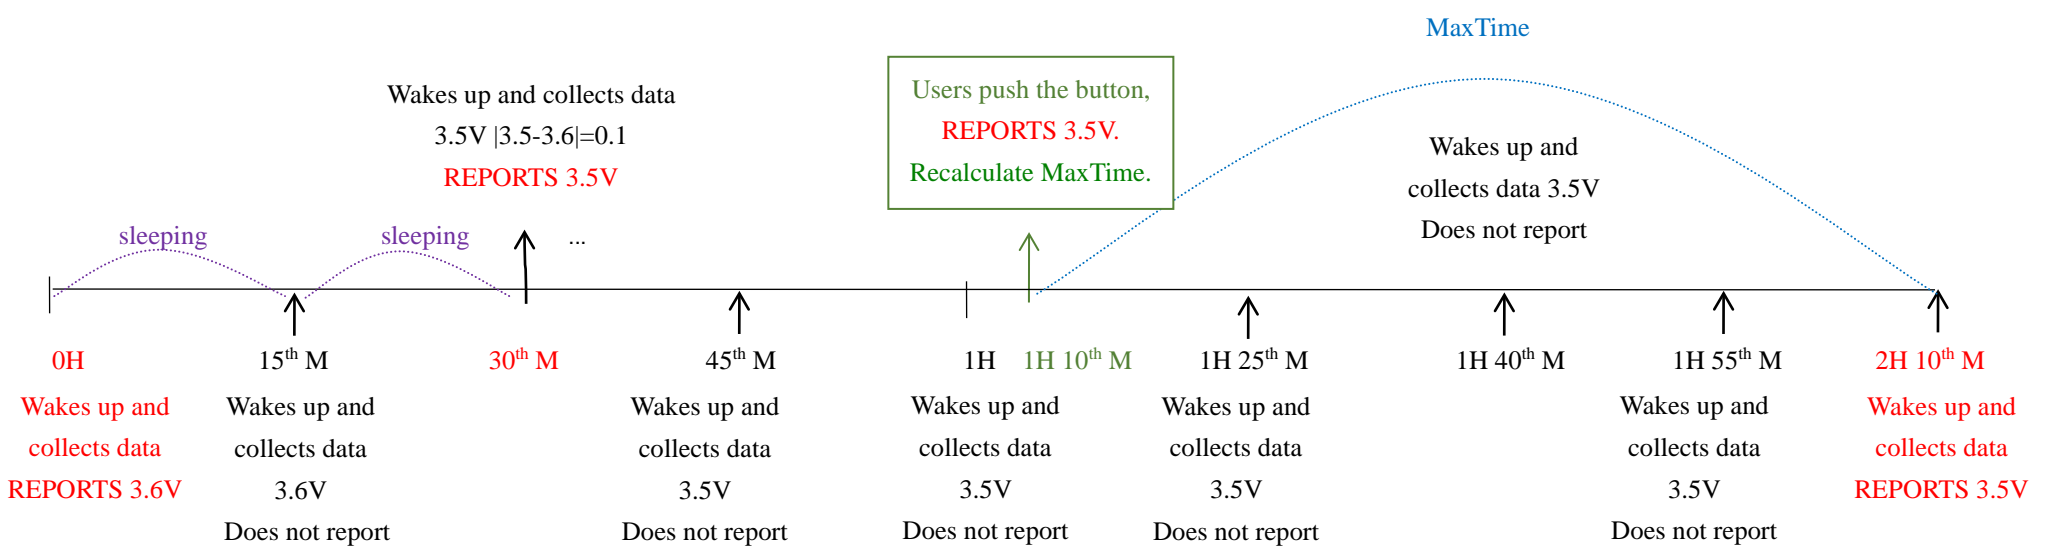 MaxTime
Wakes up and collects data
3.5V |3.5-3.6|=0.1
REPORTS 3.5V
Users push the button,
REPORTS 3.5V.
Recalculate MaxTime.
Wakes up and
collects data 3.5V
Does not report
sleeping
sleeping
...
0H
15th M
30th M
45th M
1H
1H 10th M
1H 25th M
1H 40th M
1H 55th M
2H 10th M
Wakes up and
collects data
REPORTS 3.6V
Wakes up and
collects data
3.6V
Does not report
Wakes up and
collects data
3.5V
Does not report
Wakes up and
collects data
3.5V
Does not report
Wakes up and
collects data
3.5V
Does not report
Wakes up and
collects data
3.5V
Does not report
Wakes up and
collects data
REPORTS 3.5V